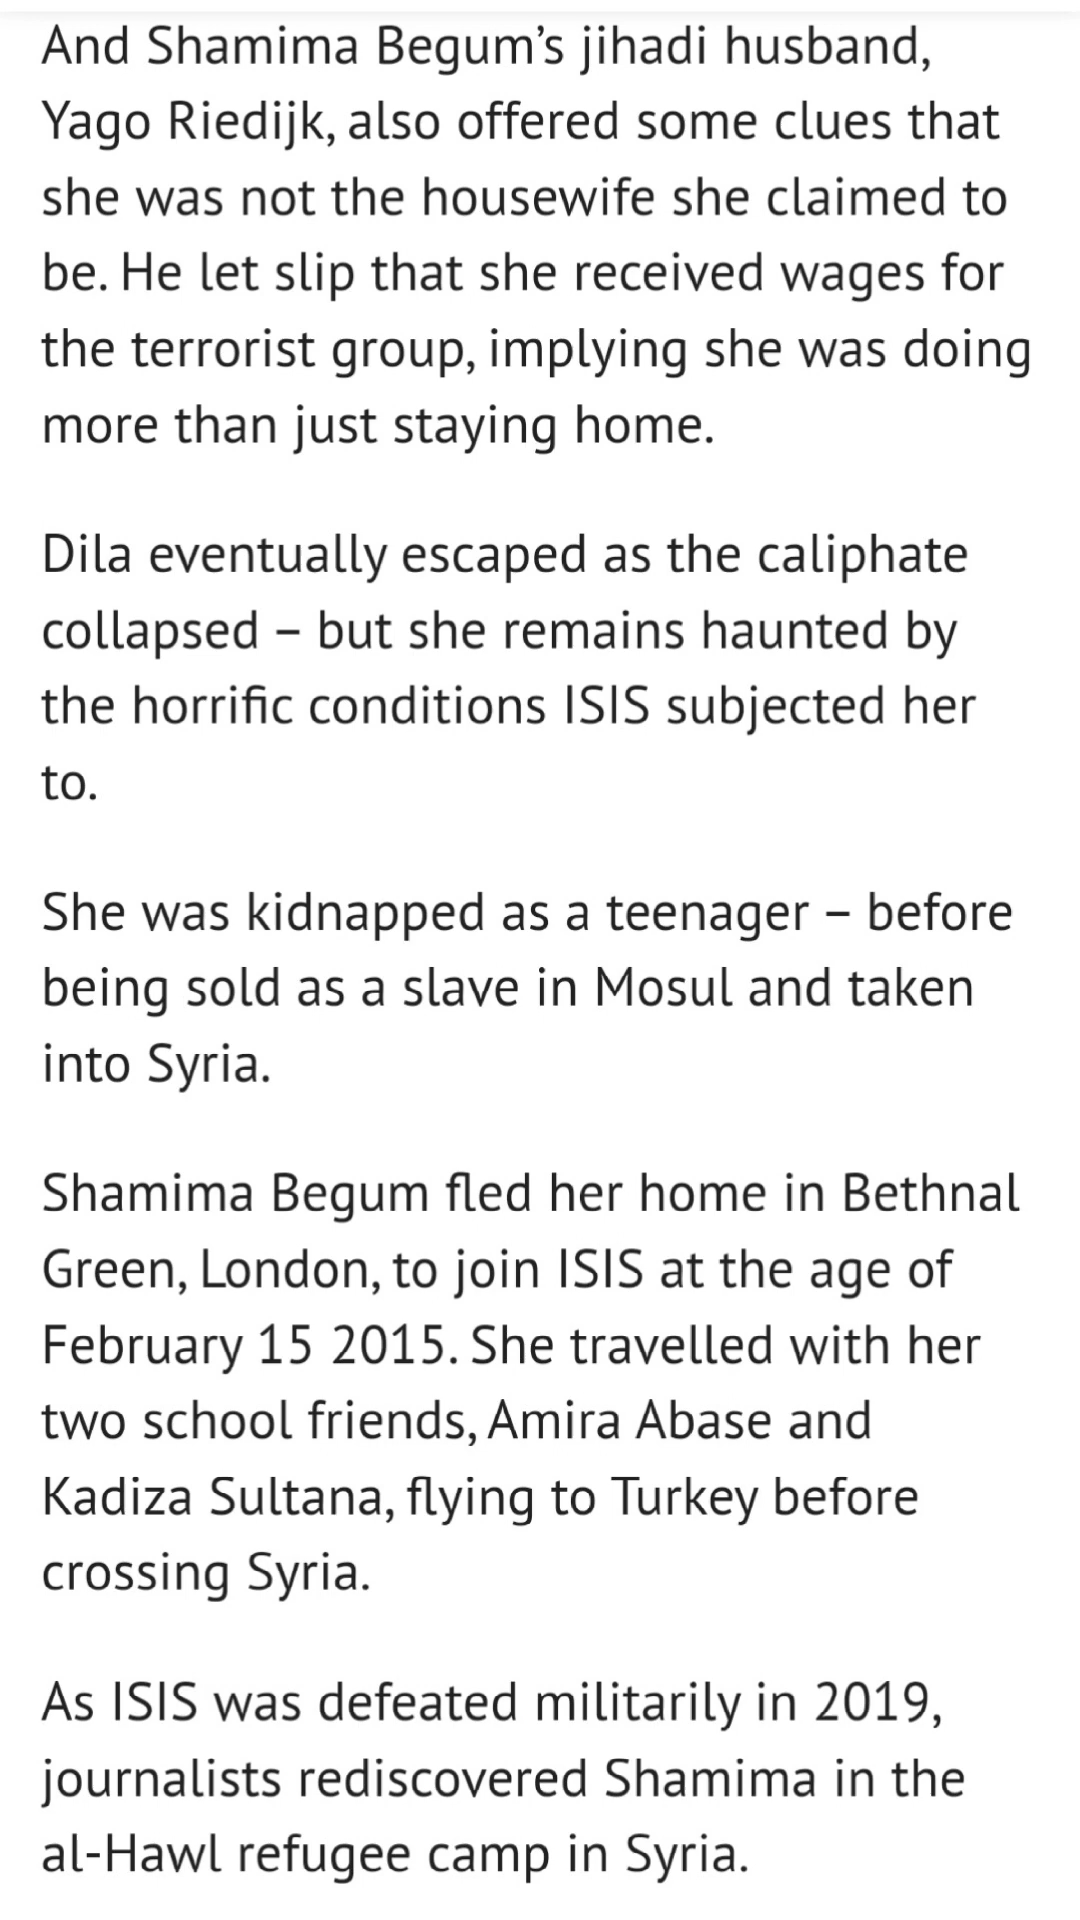 And Shamima Begum’s jihadi husband,
Yago Riedijk, also offered some clues that
she was not the housewife she claimed to
be. He let slip that she received wages for
the terrorist group, implying she was doing
more than just staying home.
Dila eventually escaped as the caliphate
collapsed – but she remains haunted by
the horrific conditions ISIS subjected her
to.
She was kidnapped as a teenager – before
being sold as a slave in Mosul and taken
into Syria.
Shamima Begum fled her home in Bethnal
Green, London, to join ISIS at the age of
February 15 2015. She travelled with her
two school friends, Amira Abase and
Kadiza Sultana, flying to Turkey before
crossing Syria.
As ISIS was defeated militarily in 2019,
journalists rediscovered Shamima in the
al-Hawl refugee camp in Syria.